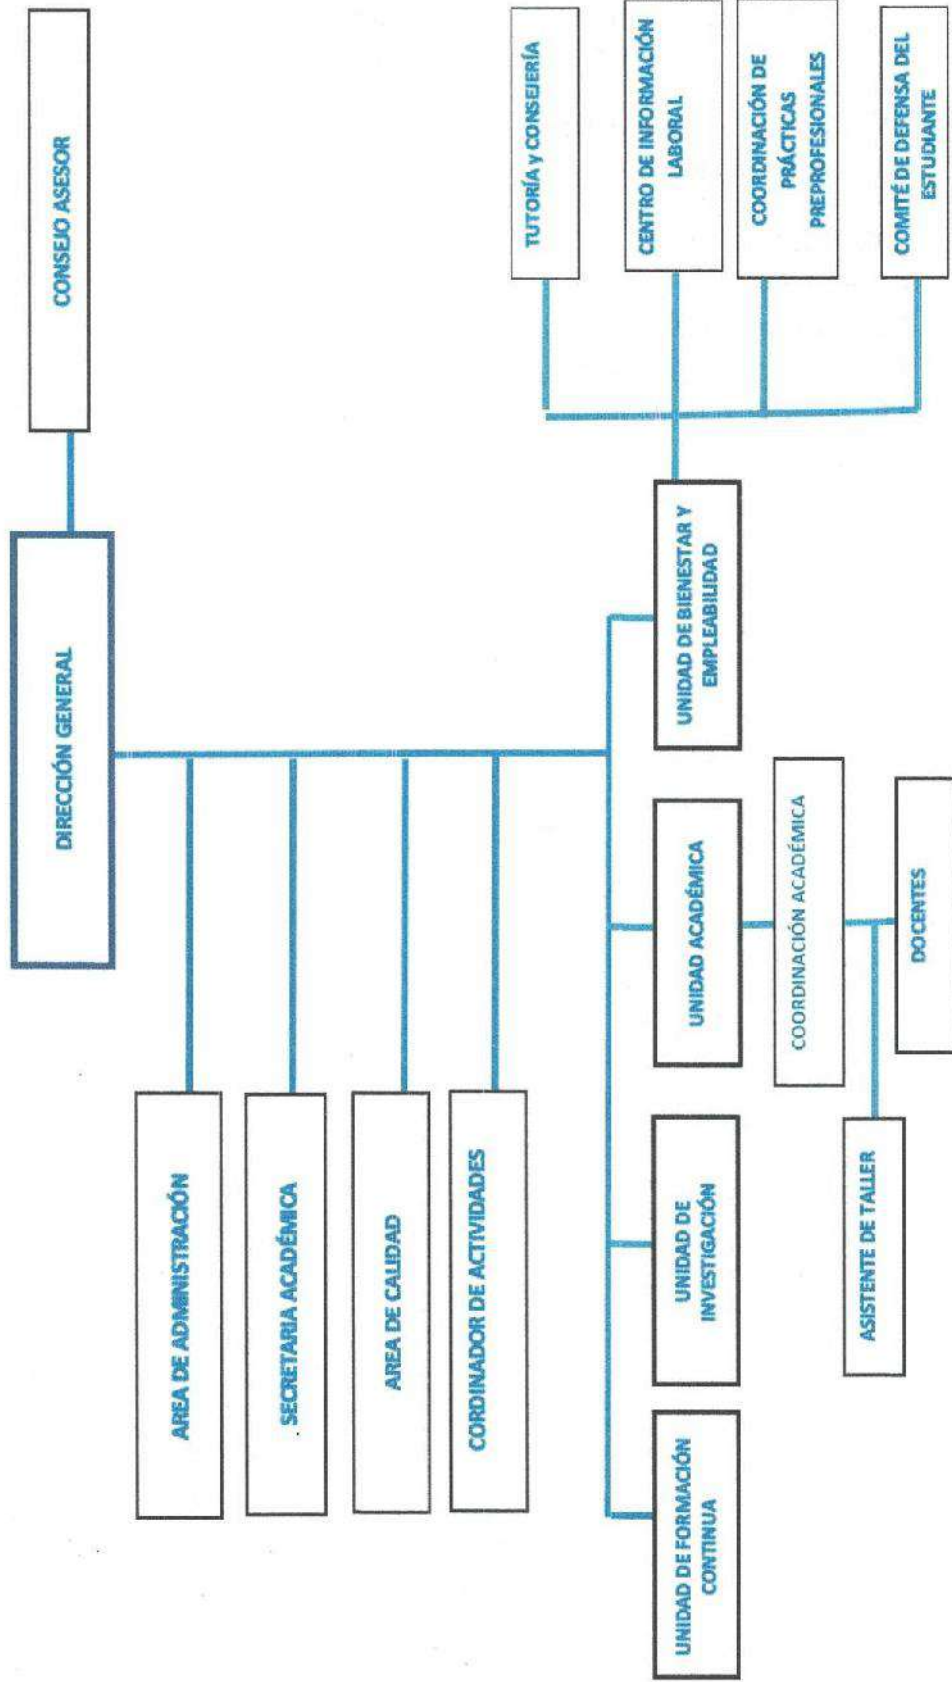 DIRECCIÓN GENERAL
CONSEJO ASESOR
AREA DE ADMINISTRACIÓN
SECRETARIA ACADÉMICA
AREA DE CALIDAD
CORDINADOR DE ACTIVIDADES
UNIDAD DE FORMACIÓN
CONTINUA
UNIDAD DE
INVESTIGACIÓN
UNIDAD ACADÉMICA
UNIDAD DE BIENESTAR Y
EMPLEABILIDAD
TUTORÍA y CONSEJERÍA
CENTRO DE INFORMACIÓN
LABORAL
COORDINACIÓN DE
PRÁCTICAS
PREPROFESIONALES
COMITÉ DE DEFENSA DEL
ESTUDIANTE
COORDINACIÓN ACADÉMICA
ASISTENTE DE TALLER
DOCENTES